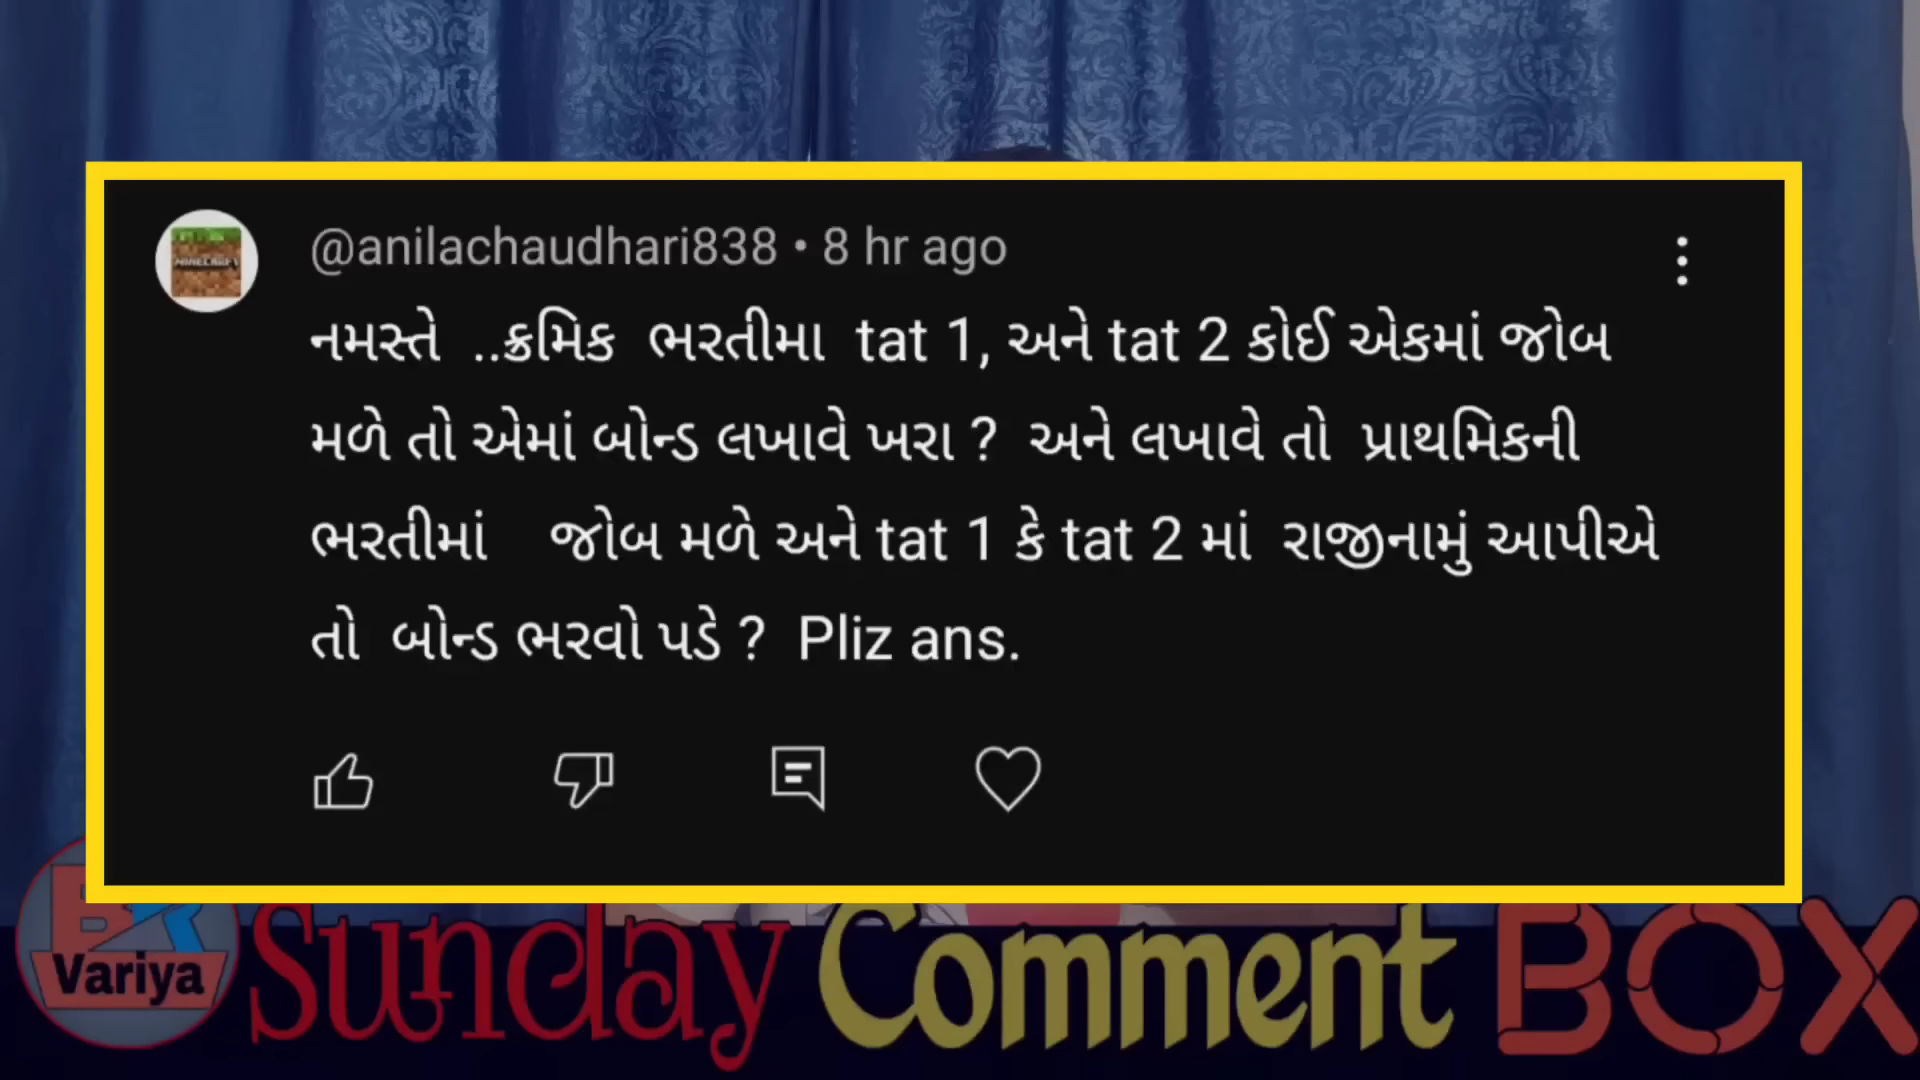 @anilachaudhari838 • 8 hr ago
નમસ્તે ..ક્રમિક ભરતીમા tat 1, અને tat 2 કોઈ એકમાં જોબ
મળે તો એમાં બોન્ડ લખાવે ખરા ? અને લખાવે તો પ્રાથમિકની
ભરતીમાં જોબ મળે અને tat 1 કે tat 2 માં રાજીનામું આપીએ
તો બોન્ડ ભરવો પડે ? Pliz ans.
BR
Variya
Sunday Comment BOX